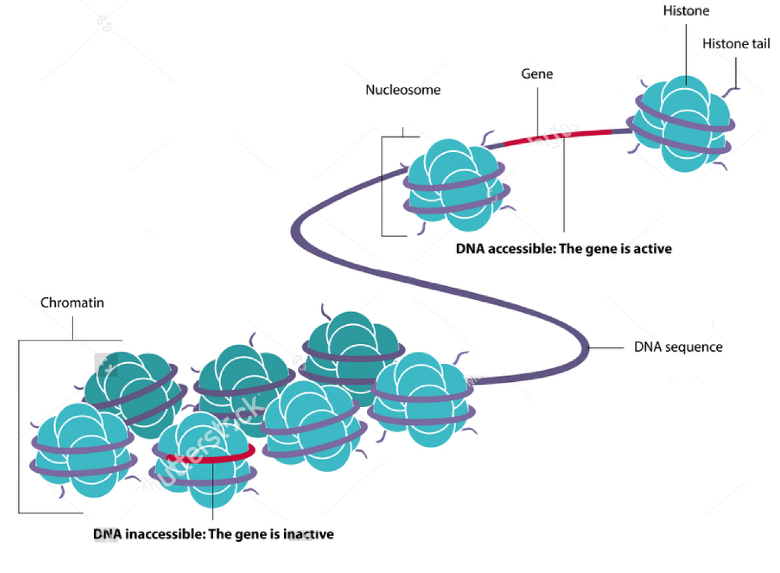 Histone
Histone tail
Gene
Nucleosome
DNA accessible: The gene is active
Chromatin
DNA sequence
shutterstock
DNA inaccessible: The gene is inactive